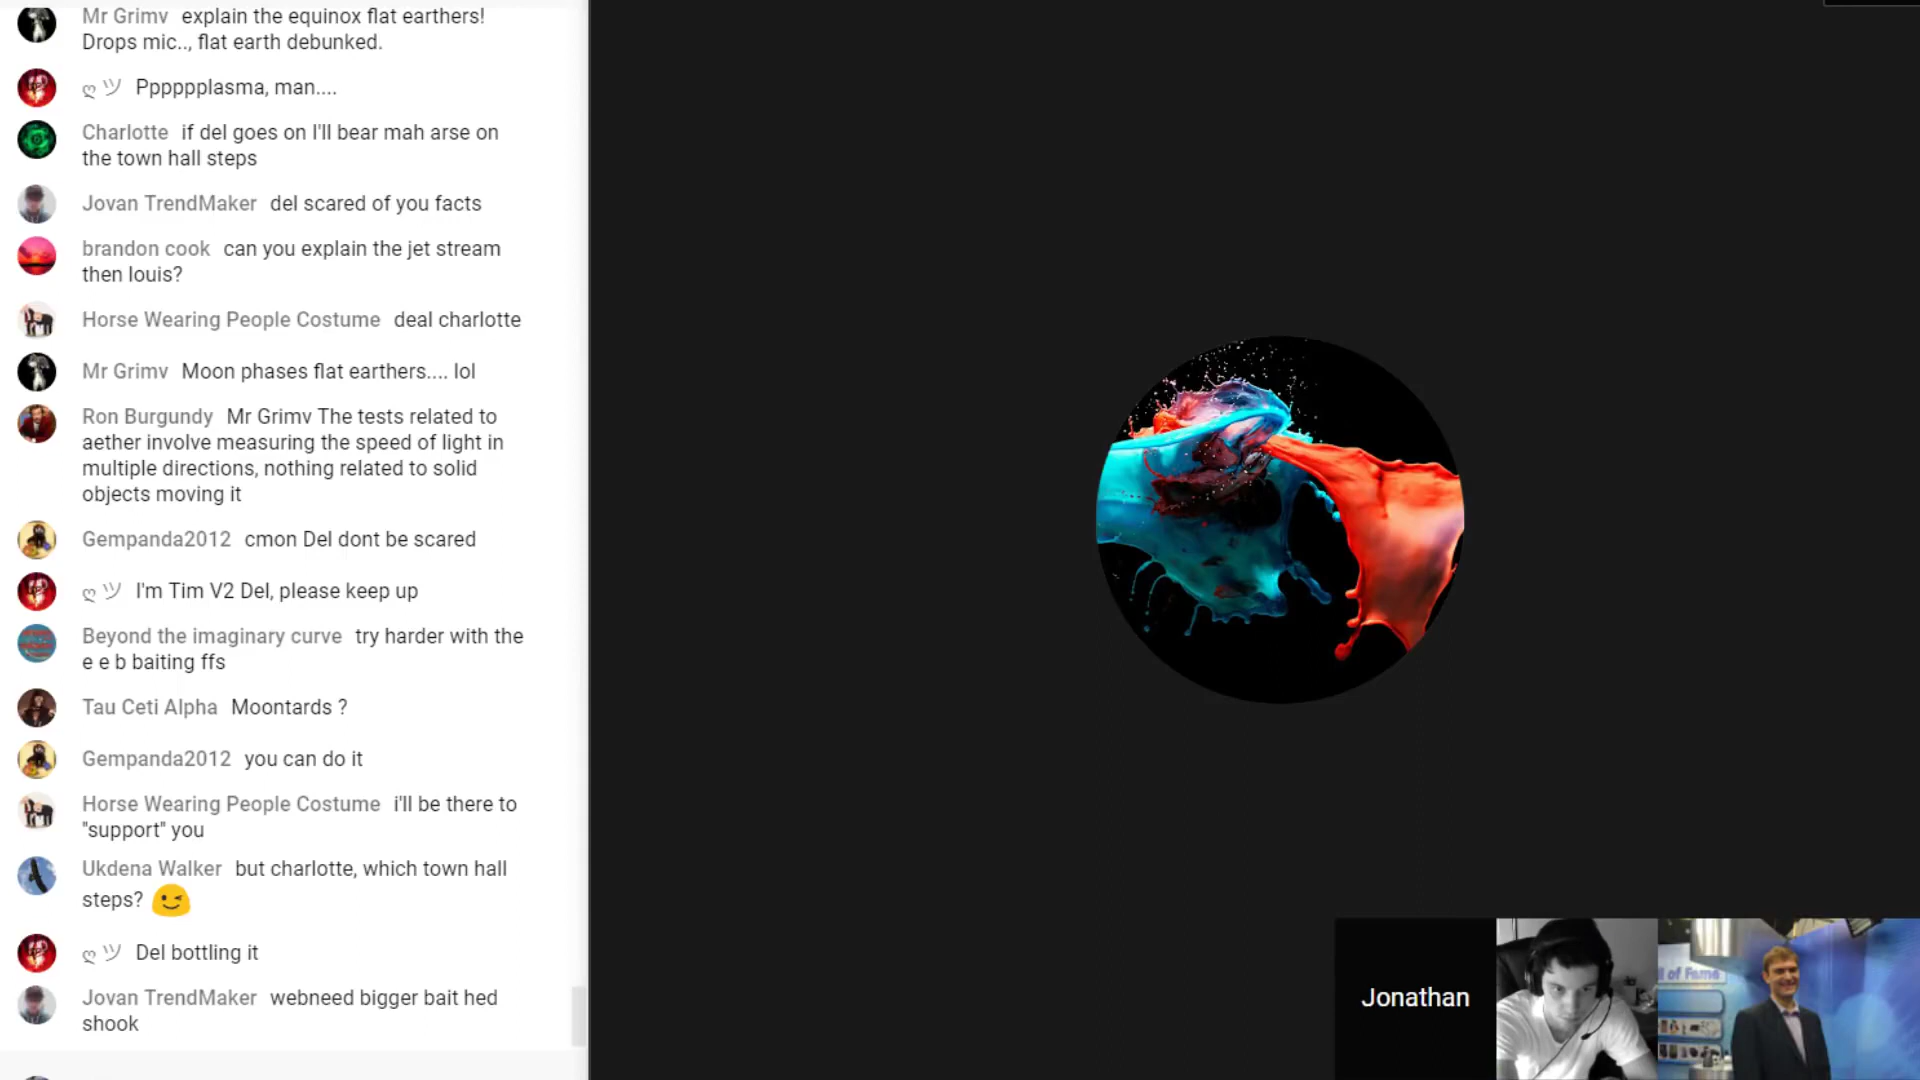 Mr Grimv explain the equinox flat earthers!
Drops mic.., flat earth debunked.
ღ ツ Pppppplasma, man....
Charlotte if del goes on I'll bear mah arse on
the town hall steps
Jovan TrendMaker del scared of you facts
brandon cook can you explain the jet stream
then louis?
Horse Wearing People Costume deal charlotte
Mr Grimv Moon phases flat earthers.... lol
Ron Burgundy Mr Grimv The tests related to
aether involve measuring the speed of light in
multiple directions, nothing related to solid
objects moving it
Gempanda2012 cmon Del dont be scared
ღ ツ I'm Tim V2 Del, please keep up
Beyond the imaginary curve try harder with the
e e b baiting ffs
Tau Ceti Alpha Moontards ?
Gempanda2012 you can do it
Horse Wearing People Costume i'll be there to
"support" you
Ukdena Walker but charlotte, which town hall
steps? 😉
ღ ツ Del bottling it
Jovan TrendMaker webneed bigger bait hed
shook
Jonathan
l of Fame